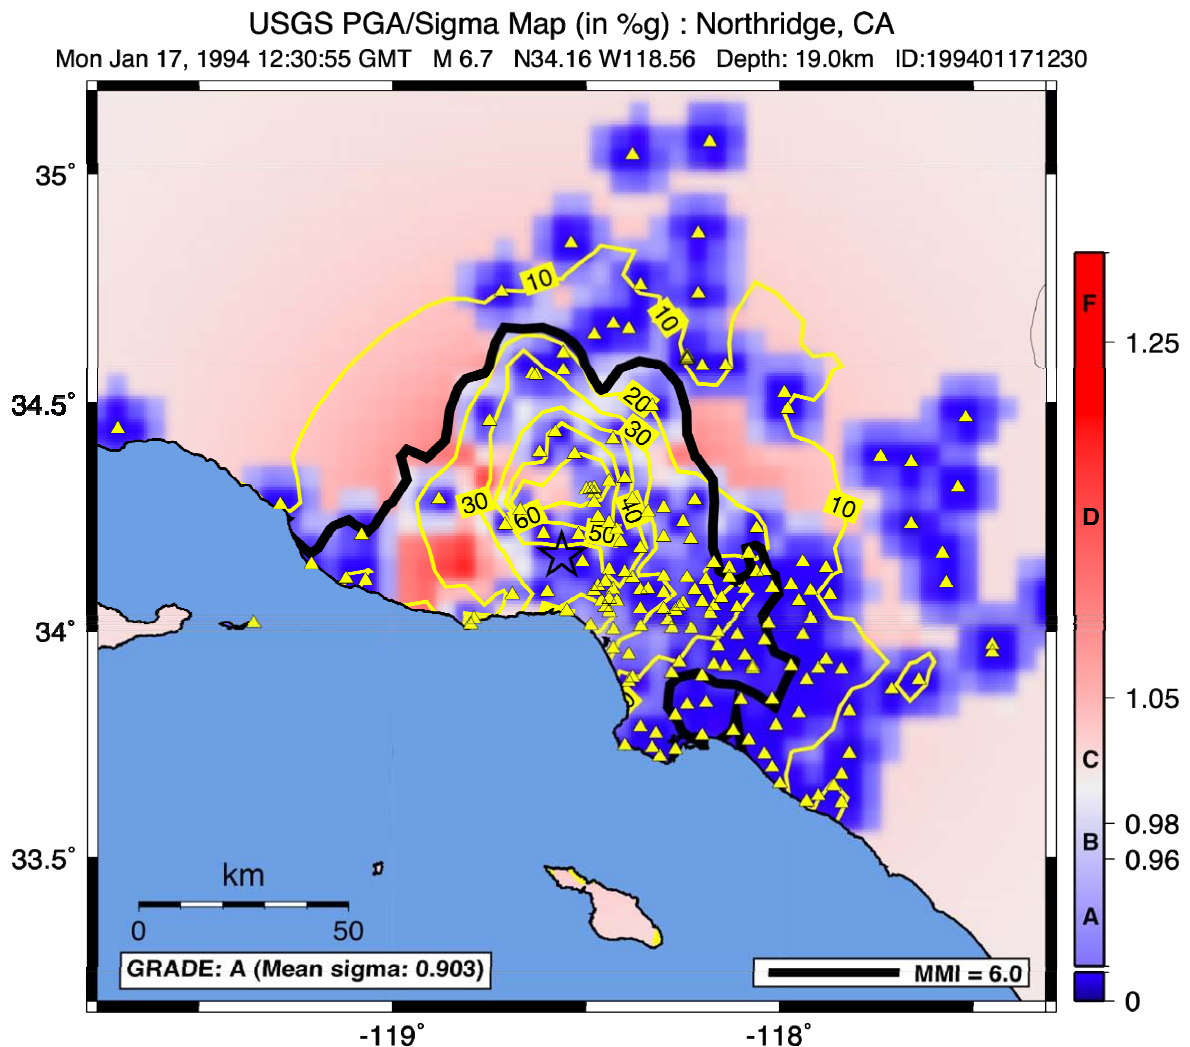 USGS PGA/Sigma Map (in %g) : Northridge, CA
Mon Jan 17, 1994 12:30:55 GMT M 6.7 N34.16 W118.56 Depth: 19.0km ID:199401171230
35°
34.5°
34°
33.5°
10
10
20
30
30
40
60
50
10
km
0 50
GRADE: A (Mean sigma: 0.903)
MMI = 6.0
-119°
-118°
F
1.25
D
1.05
C
0.98
B
0.96
A
0